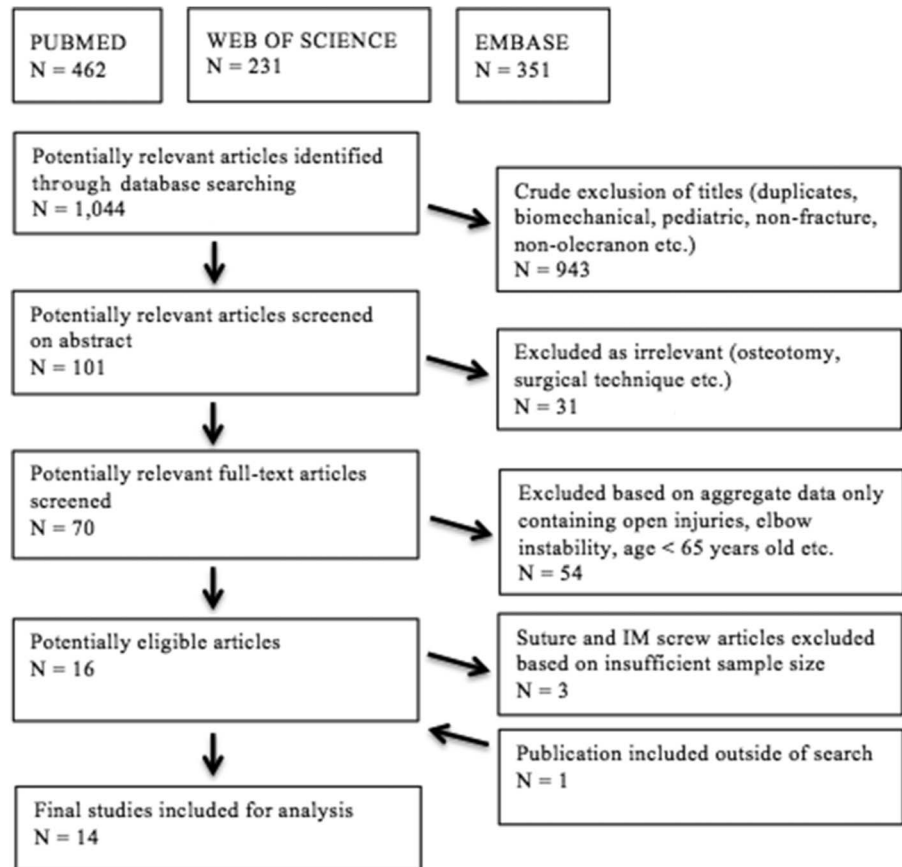 PUBMED
N = 462
WEB OF SCIENCE
N = 231
EMBASE
N = 351
Potentially relevant articles identified
through database searching
N = 1,044
Crude exclusion of titles (duplicates,
biomechanical, pediatric, non-fracture,
non-olecranon etc.)
N = 943
Potentially relevant articles screened
on abstract
N = 101
Excluded as irrelevant (osteotomy,
surgical technique etc.)
N = 31
Potentially relevant full-text articles
screened
N = 70
Excluded based on aggregate data only
containing open injuries, elbow
instability, age < 65 years old etc.
N = 54
Potentially eligible articles
N = 16
Suture and IM screw articles excluded
based on insufficient sample size
N = 3
Publication included outside of search
N = 1
Final studies included for analysis
N = 14